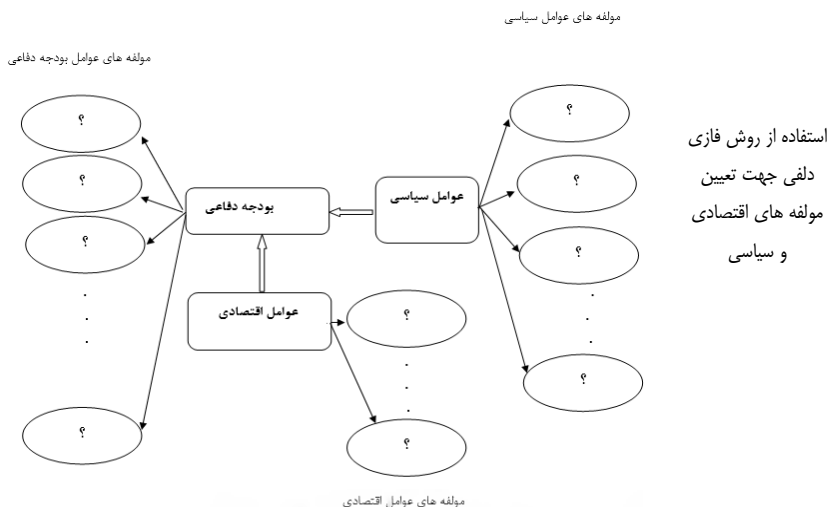 مولفه های عوامل سیاسی
مولفه های عوامل بودجه دفاعی
؟
؟
؟
؟
بودجه دفاعی
عوامل سیاسی
؟
؟
؟
؟
استفاده از روش فازی
دلفی جهت تعیین
مولفه های اقتصادی
و سیاسی
عوامل اقتصادی
؟
؟
مولفه های عوامل اقتصادی